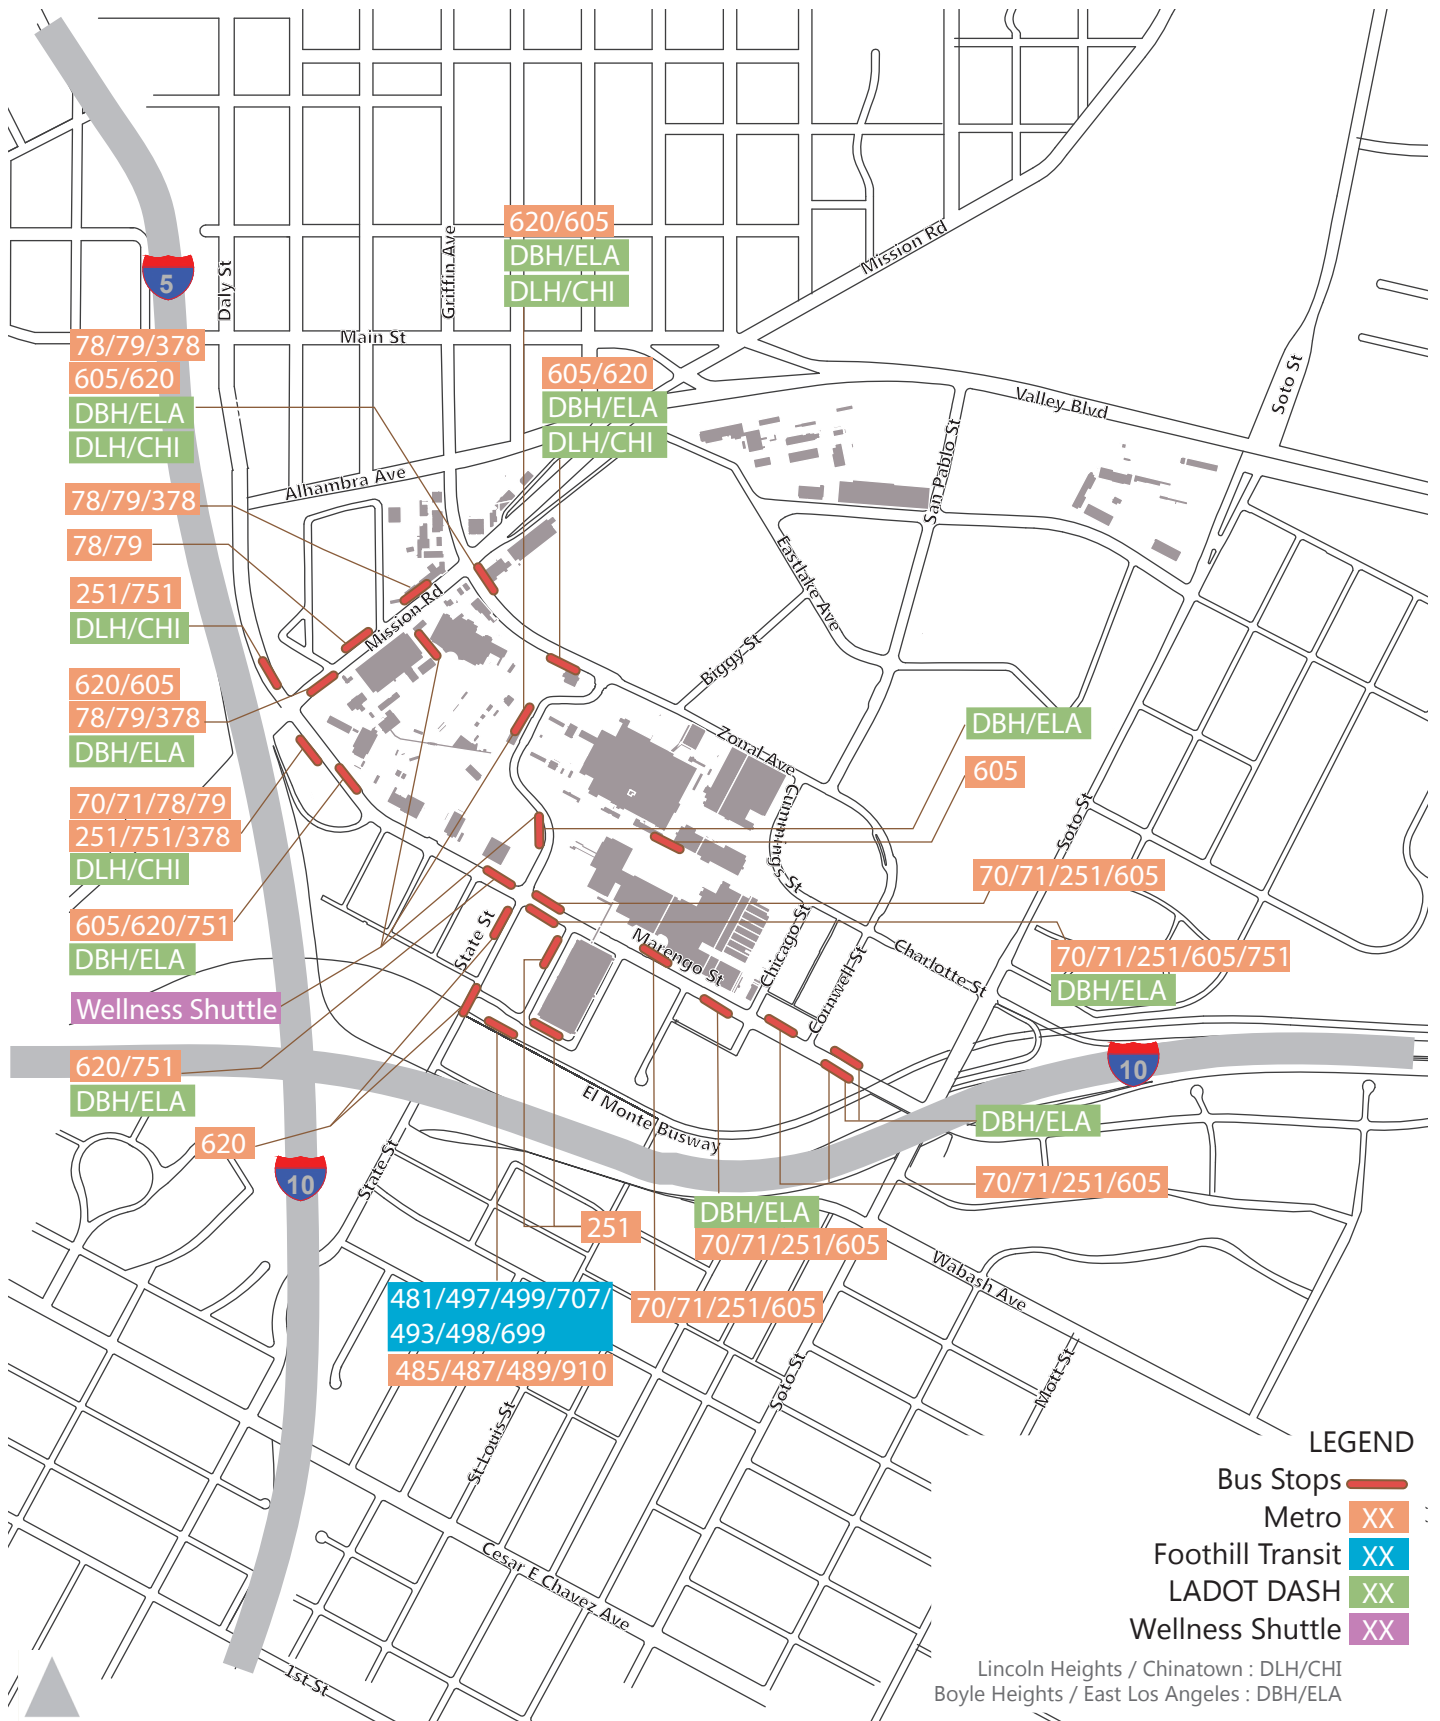 620/605
DBH/ELA
DLH/CHI
Mission Rd
5
Daly St
Griffin Ave
Main St
78/79/378
605/620
DBH/ELA
DLH/CHI
605/620
DBH/ELA
DLH/CHI
Soto St
Valley Blvd
San Pablo St
Alhambra Ave
78/79/378
78/79
Eastlake Ave
251/751
DLH/CHI
Mission Rd
Biggy St
620/605
78/79/378
DBH/ELA
DBH/ELA
Zonal Ave
605
70/71/78/79
251/751/378
DLH/CHI
Cummings St
Soto St
70/71/251/605
605/620/751
DBH/ELA
State St
Marengo St
Chicago St
Cornwell St
Charlotte St
70/71/251/605/751
DBH/ELA
Wellness Shuttle
10
620/751
DBH/ELA
El Monte Busway
DBH/ELA
620
10
State St
70/71/251/605
251
DBH/ELA
70/71/251/605
Wabash Ave
481/497/499/707/
493/498/699
485/487/489/910
70/71/251/605
Soto St
Mott St
St Louis St
Cesar E Chavez Ave
1st St
LEGEND
Bus Stops
Metro XX
Foothill Transit XX
LADOT DASH XX
Wellness Shuttle XX
Lincoln Heights / Chinatown : DLH/CHI
Boyle Heights / East Los Angeles : DBH/ELA